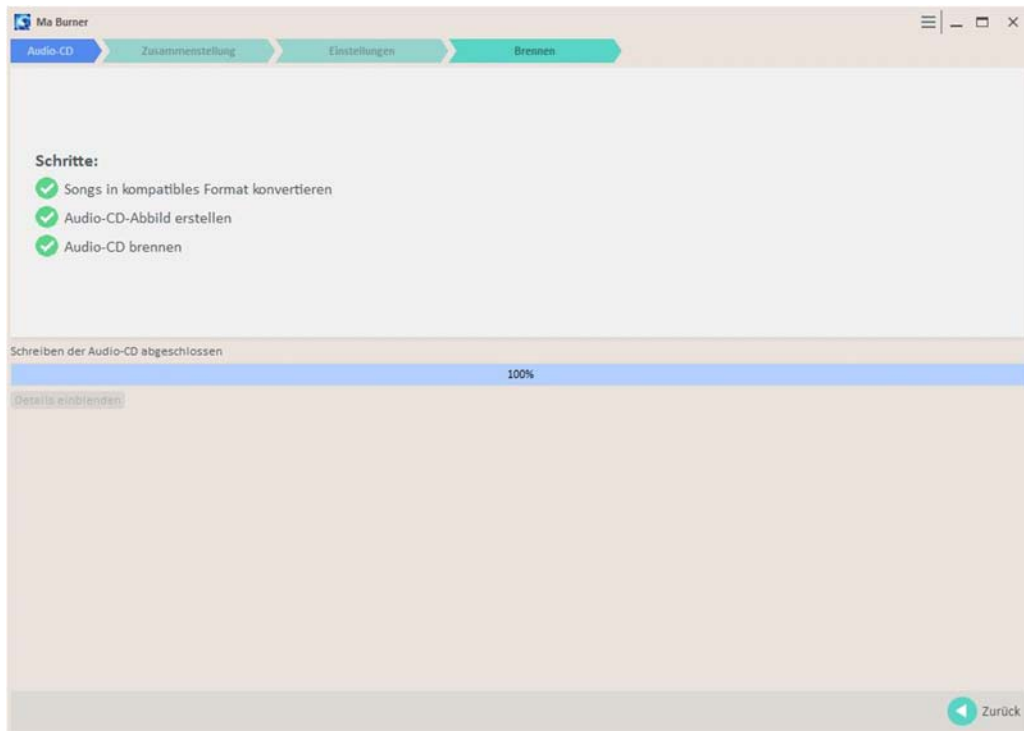 Ma Burner
Audio-CD Zusammenstellung Einstellungen Brennen
Schritte:
Songs in kompatibles Format konvertieren
Audio-CD-Abbild erstellen
Audio-CD brennen
Schreiben der Audio-CD abgeschlossen
100%
Details einblenden
Zurück